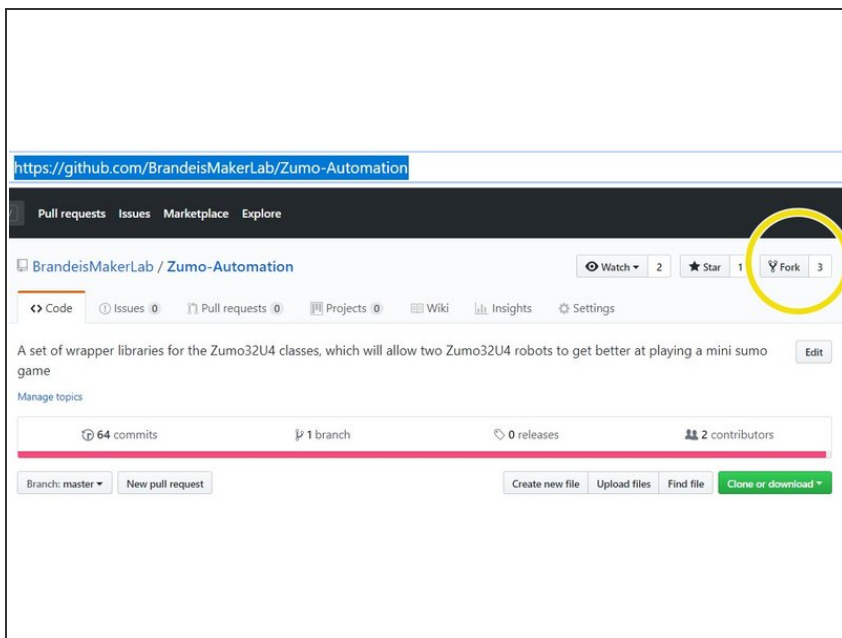 https://github.com/BrandeisMakerLab/Zumo-Automation
Pull requests Issues Marketplace Explore
BrandeisMakerLab / Zumo-Automation
Watch 2 Star 1 Fork 3
Code Issues 0 Pull requests 0 Projects 0 Wiki Insights Settings
A set of wrapper libraries for the Zumo32U4 classes, which will allow two Zumo32U4 robots to get better at playing a mini sumo Edit
game
Manage topics
64 commits 1 branch 0 releases 2 contributors
Branch: master New pull request Create new file Upload files Find file Clone or download